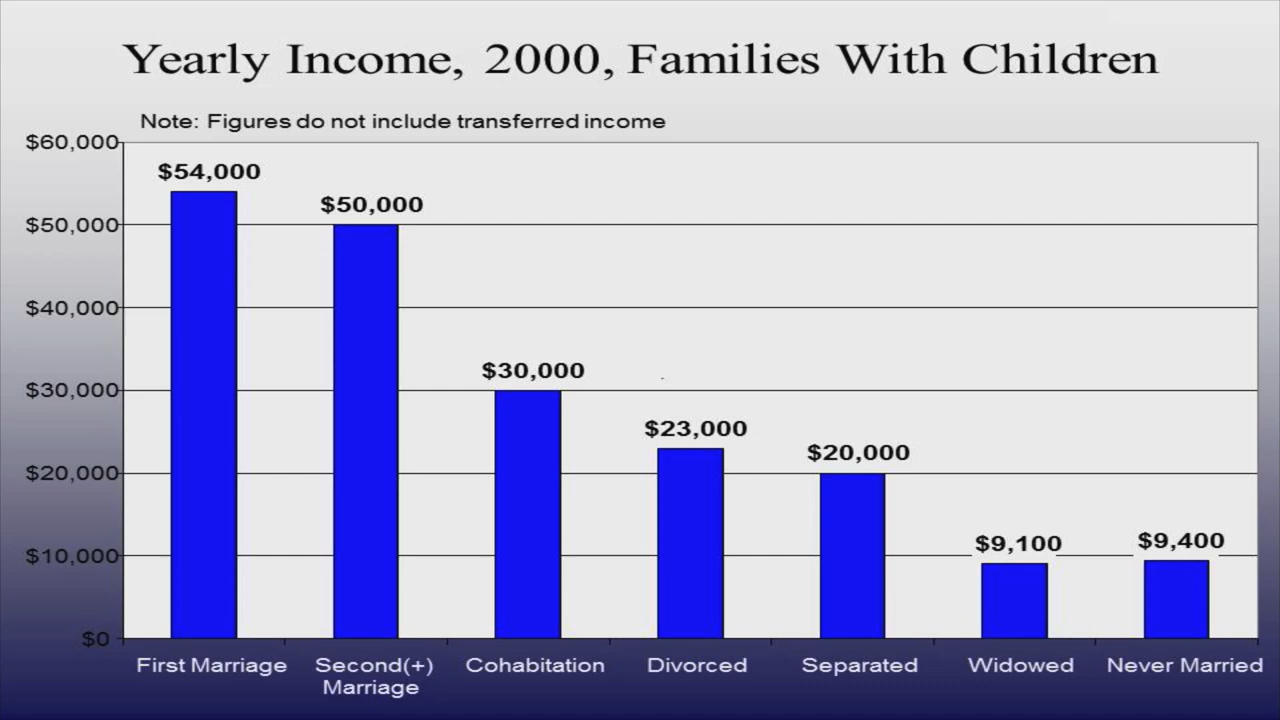 Yearly Income, 2000, Families With Children
Note: Figures do not include transferred income
$60,000
$54,000
$50,000
$50,000
$40,000
$30,000
$30,000
$23,000
$20,000
$20,000
$9,100
$9,400
$10,000
$0
First Marriage
Second(+)
Marriage
Cohabitation
Divorced
Separated
Widowed
Never Married